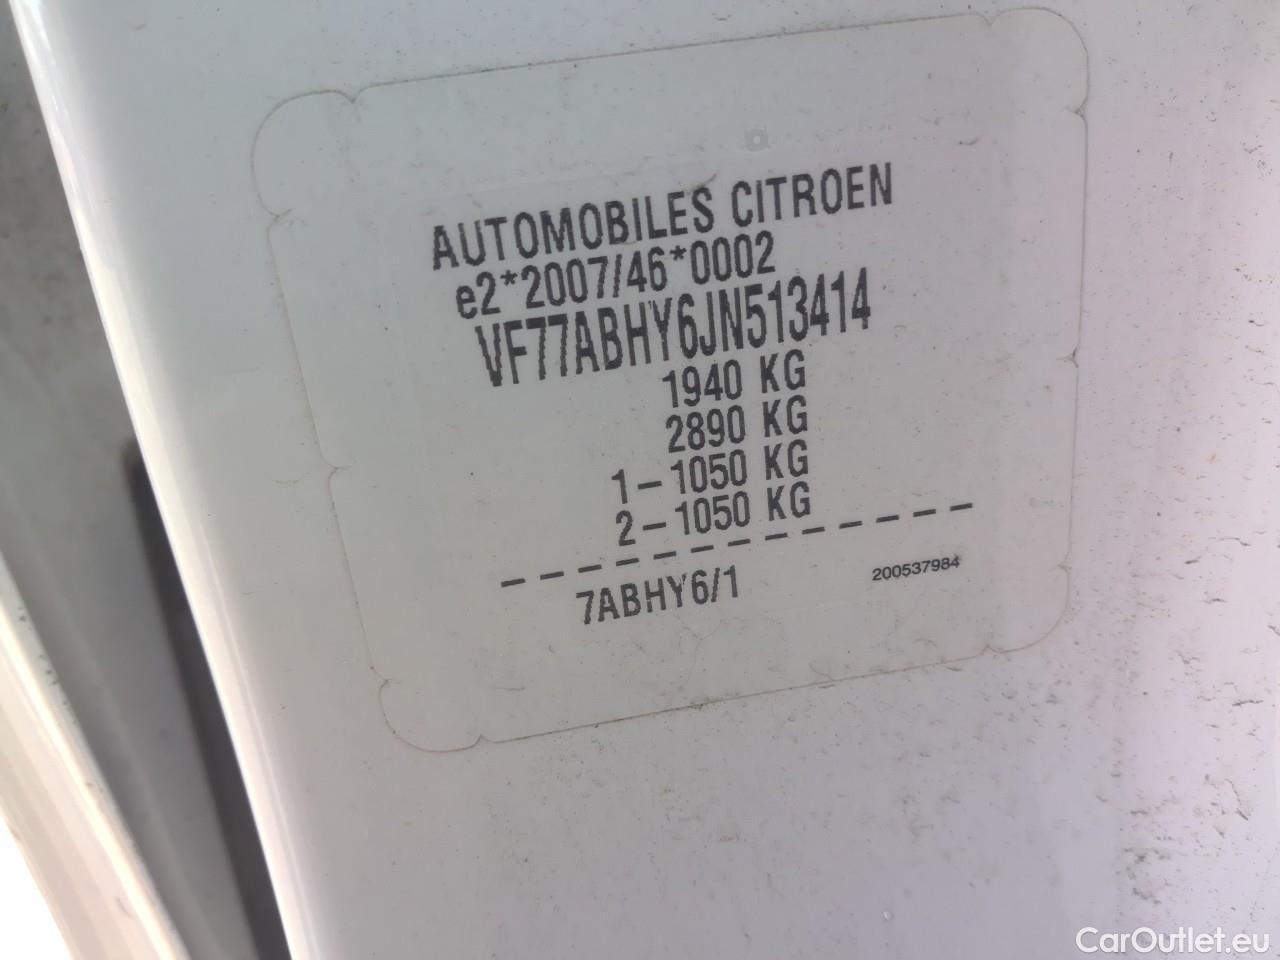 AUTOMOBILES CITROEN
e2*2007/46*0002
VF77ABHY6JN513414
1940 KG
2890 KG
1-1050 KG
2-1050 KG
7ABHY6/1
200537984
CarOutlet.eu